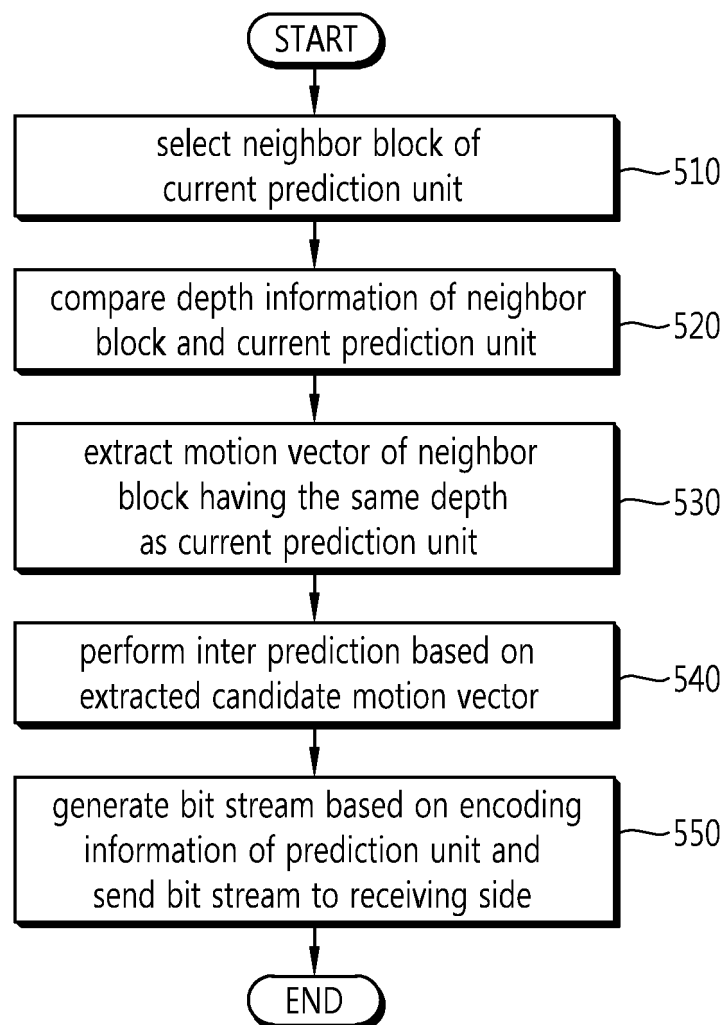 START
select neighbor block of
current prediction unit
510
compare depth information of neighbor
block and current prediction unit
520
extract motion vector of neighbor
block having the same depth
as current prediction unit
530
perform inter prediction based on
extracted candidate motion vector
540
generate bit stream based on encoding
information of prediction unit and
send bit stream to receiving side
550
END